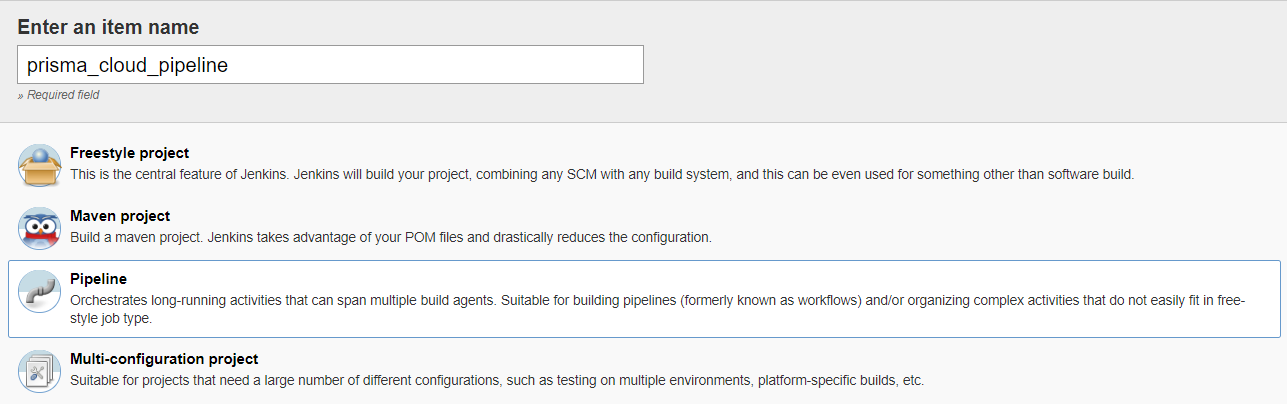 Enter an item name
prisma_cloud_pipeline
» Required field
Freestyle project
This is the central feature of Jenkins. Jenkins will build your project, combining any SCM with any build system, and this can be even used for something other than software build.
Maven project
Build a maven project. Jenkins takes advantage of your POM files and drastically reduces the configuration.
Pipeline
Orchestrates long-running activities that can span multiple build agents. Suitable for building pipelines (formerly known as workflows) and/or organizing complex activities that do not easily fit in free-
style job type.
Multi-configuration project
Suitable for projects that need a large number of different configurations, such as testing on multiple environments, platform-specific builds, etc.